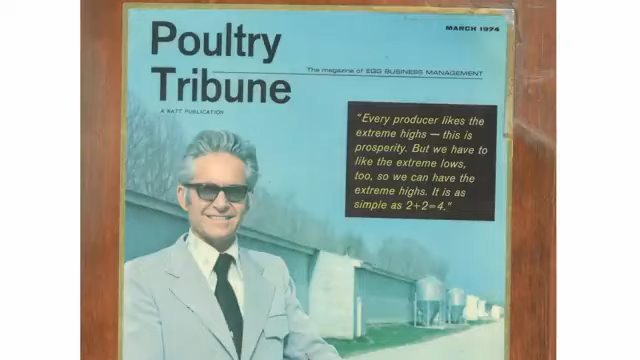 Poultry
Tribune
MARCH 1974
The magazine of EGG BUSINESS MANAGEMENT
A WATT PUBLICATION
"Every producer likes the
extreme highs — this is
prosperity. But we have to
like the extreme lows,
too, so we can have the
extreme highs. It is as
simple as 2+2=4."